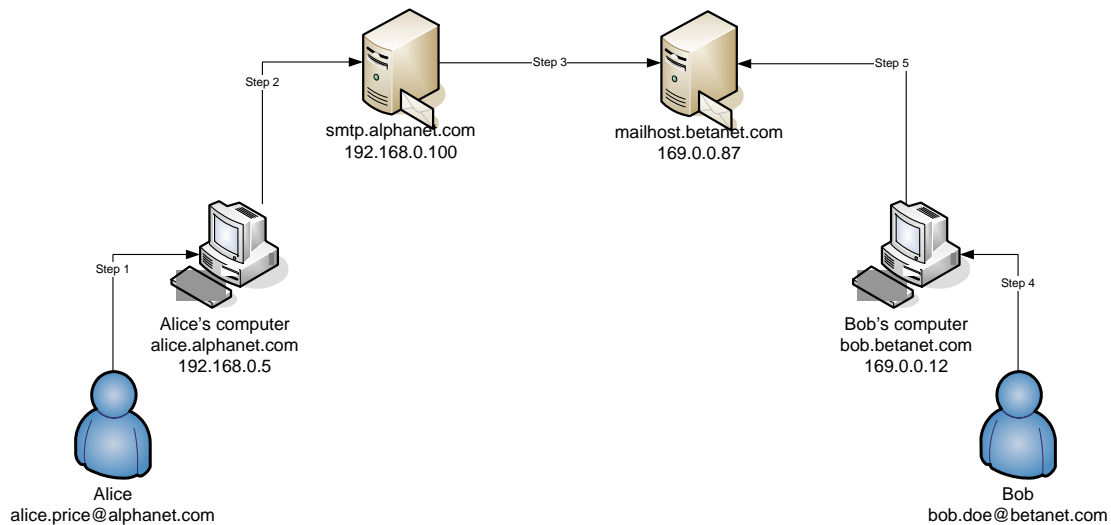 Step 2
Step 3
Step 5
smtp.alphanet.com
192.168.0.100
mailhost.betanet.com
169.0.0.87
Step 1
Step 4
Alice's computer
alice.alphanet.com
192.168.0.5
Bob's computer
bob.betanet.com
169.0.0.12
Alice
alice.price@alphanet.com
Bob
bob.doe@betanet.com